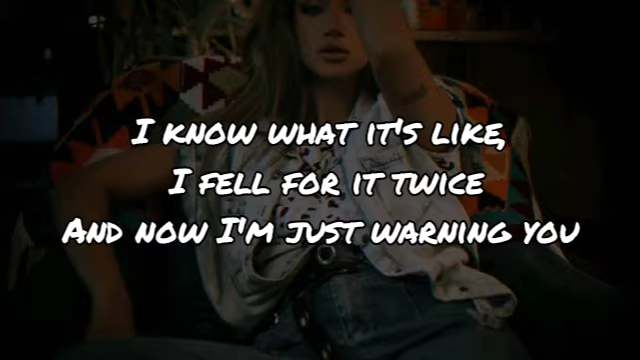 I KNOW WHAT IT'S LIKE,
I FELL FOR IT TWICE
AND NOW I'M JUST WARNING YOU